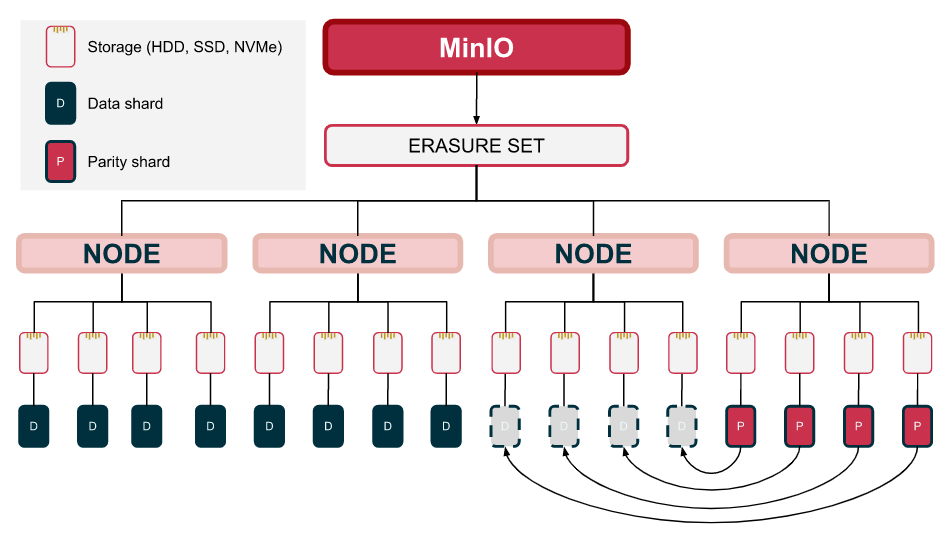 Storage (HDD, SSD, NVMe)
D
Data shard
P
Parity shard
MinIO
ERASURE SET
NODE
NODE
NODE
NODE
D
D
D
D
D
D
D
D
D
D
D
D
P
P
P
P